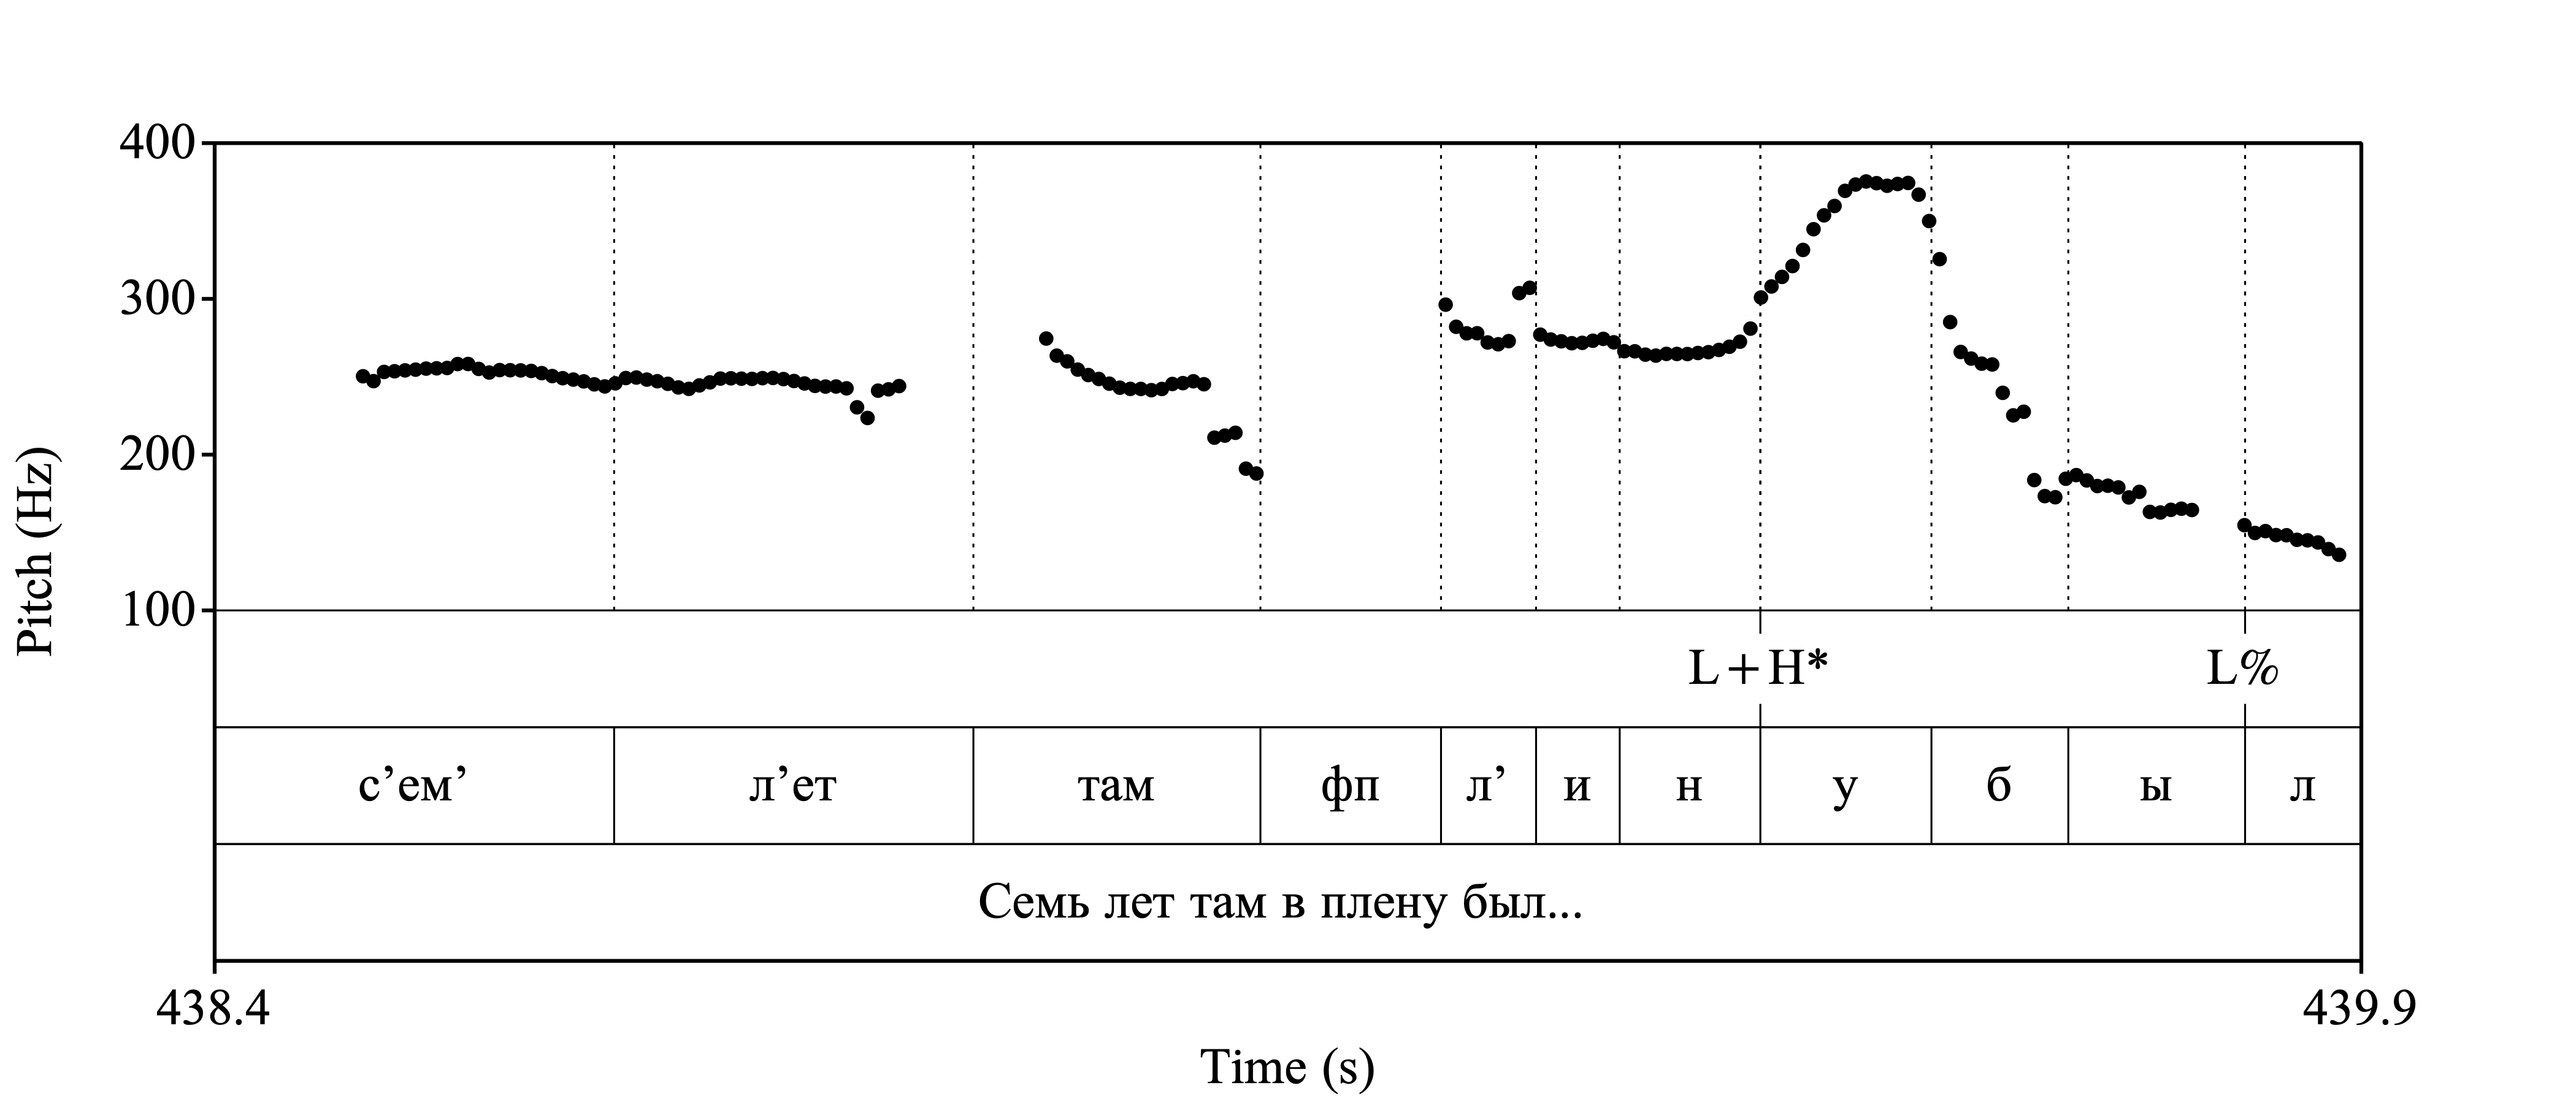 400
300
200
100
Pitch (Hz)
L+H* L%
с’ем’ л’ет там фп л’ и н у б ы л
Семь лет там в плену был...
438.4 439.9
Time (s)